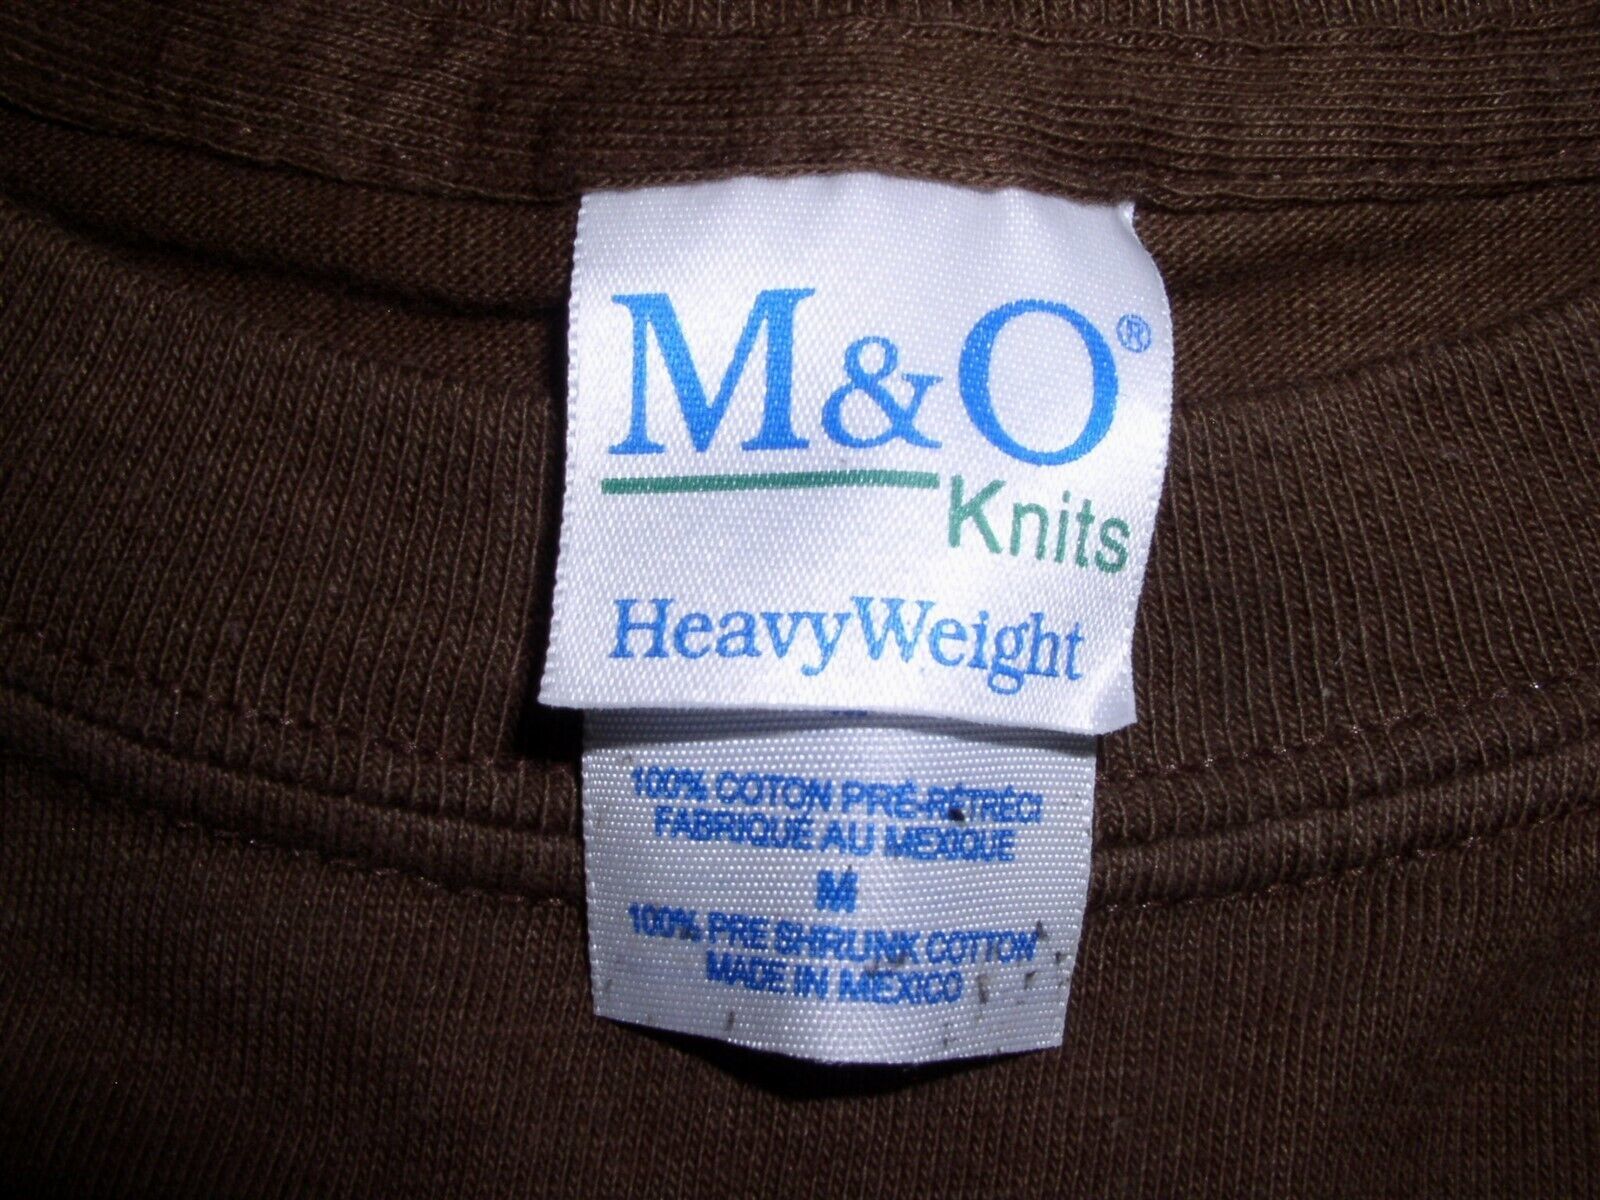 M&O®
Knits
HeavyWeight
100% COTON PRÉ-RÉTRÉCI
FABRIQUÉ AU MEXIQUE
M
100% PRE SHRUNK COTTON
MADE IN MEXICO